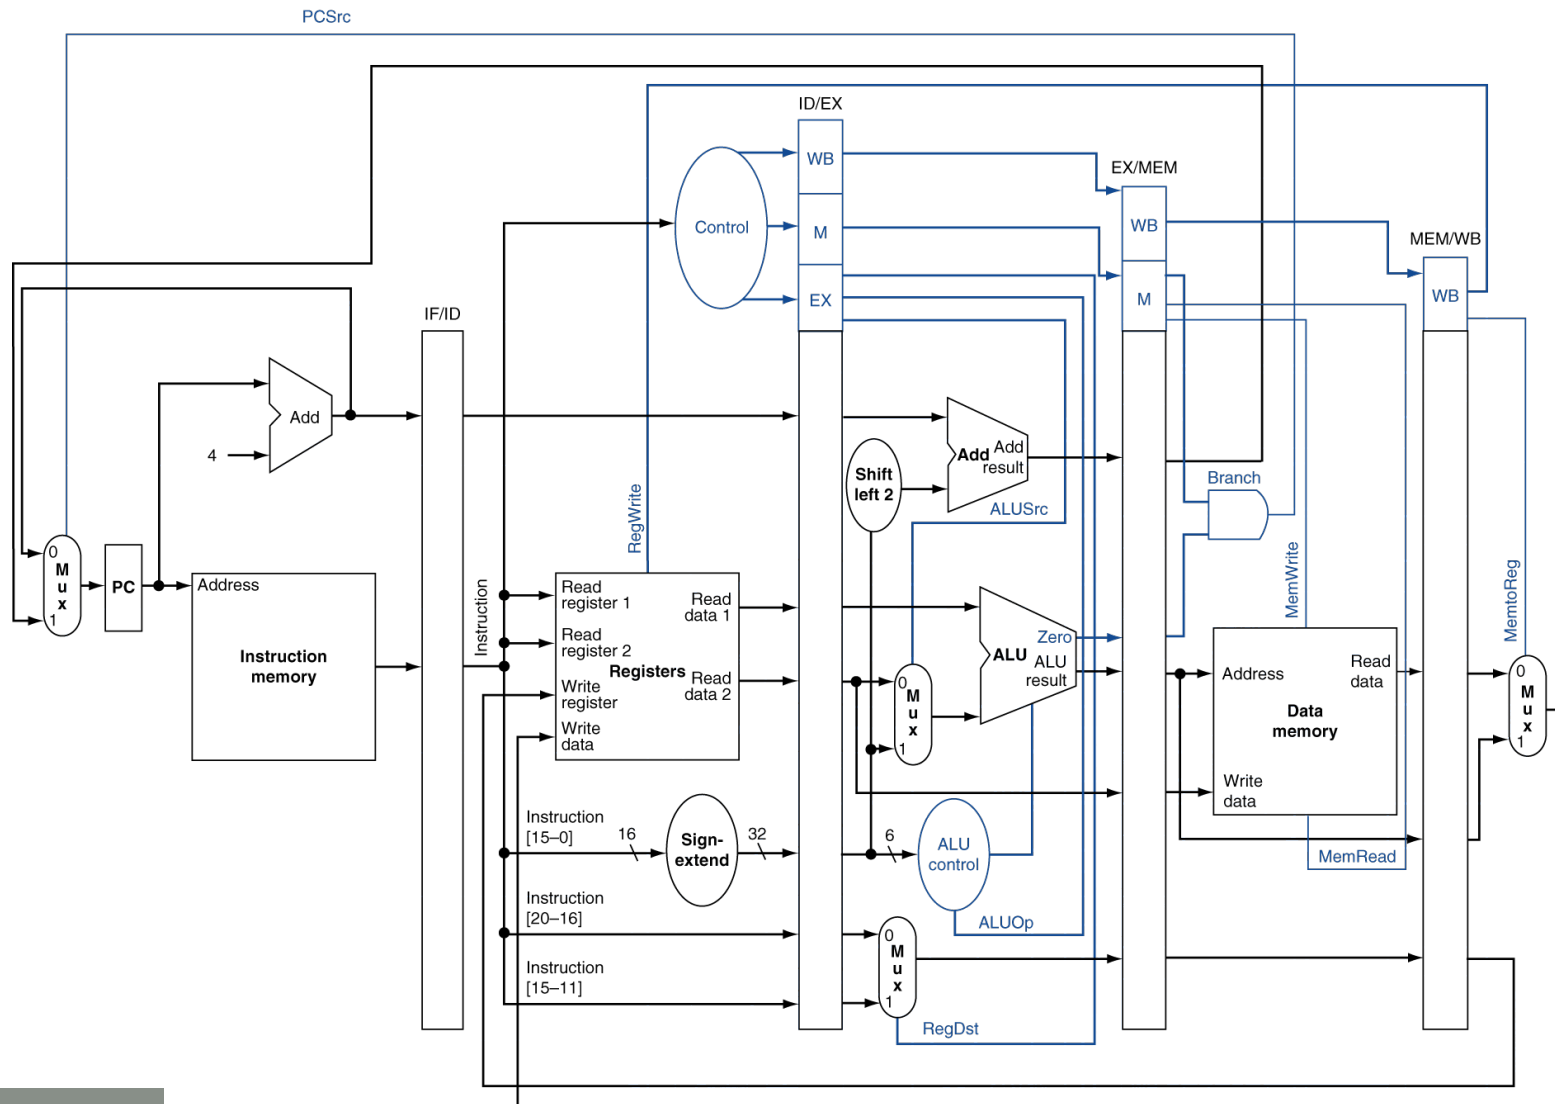 PCSrc
ID/EX
WB
EX/MEM
Control
M
WB
MEM/WB
EX
M
WB
IF/ID
Add
4
Add Add
result
Shift
left 2
ALUSrc
Branch
RegWrite
MemWrite
MemtoReg
0
M
u
x
1
PC
Address
Instruction
memory
Instruction
Read
register 1
Read
data 1
Read
register 2
Registers
Read
data 2
Write
register
Write
data
Zero
ALU
ALU
result
0
M
u
x
1
Address
Read
data
Data
memory
Write
data
0
M
u
x
1
MemRead
Instruction
[15–0]
16
Sign-
extend
32
6
ALU
control
Instruction
[20–16]
ALUOp
0
M
u
x
1
Instruction
[15–11]
RegDst